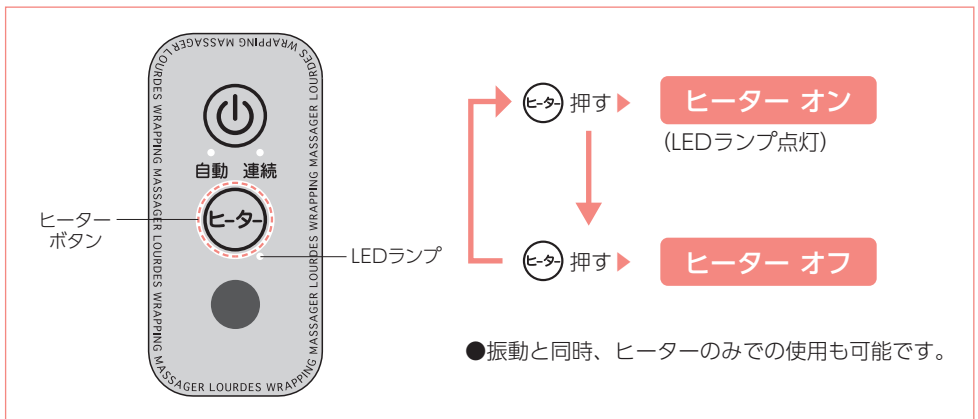 LOURDES WRAPPING MASSAGER LOURDES WRAPPING MASSAGER LOURDES WRAPPING MASSAGER LOURDES WRAPPING MASSAGER
自動 連続
ヒーター
ヒーター
ボタン
LEDランプ
ヒーター 押す ヒーター オン
(LEDランプ点灯)
ヒーター 押す ヒーター オフ
●振動と同時、ヒーターのみでの使用も可能です。